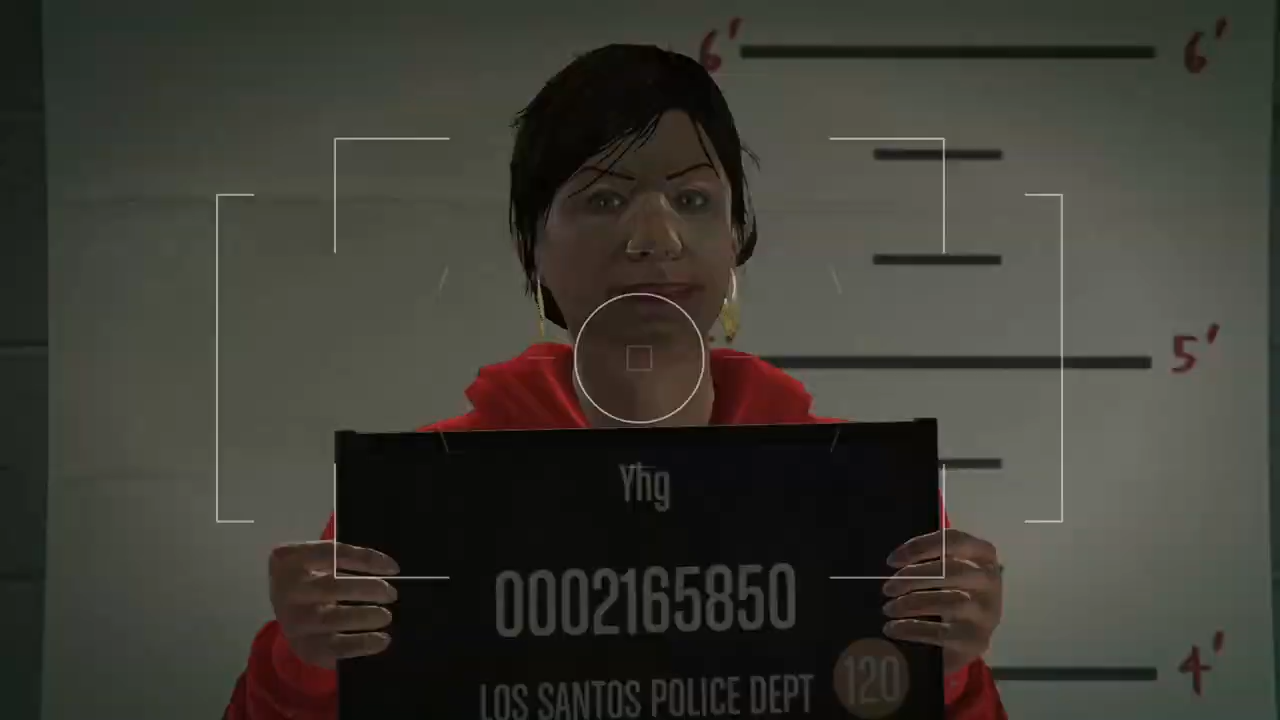 6' 6'
5'
Yhg
0002165850
4'
LOS SANTOS POLICE DEPT 120